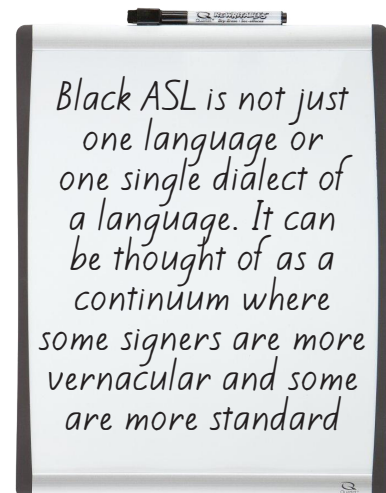 Black ASL is not just
one language or
one single dialect of
a language. It can
be thought of as a
continuum where
some signers are more
vernacular and some
are more standard